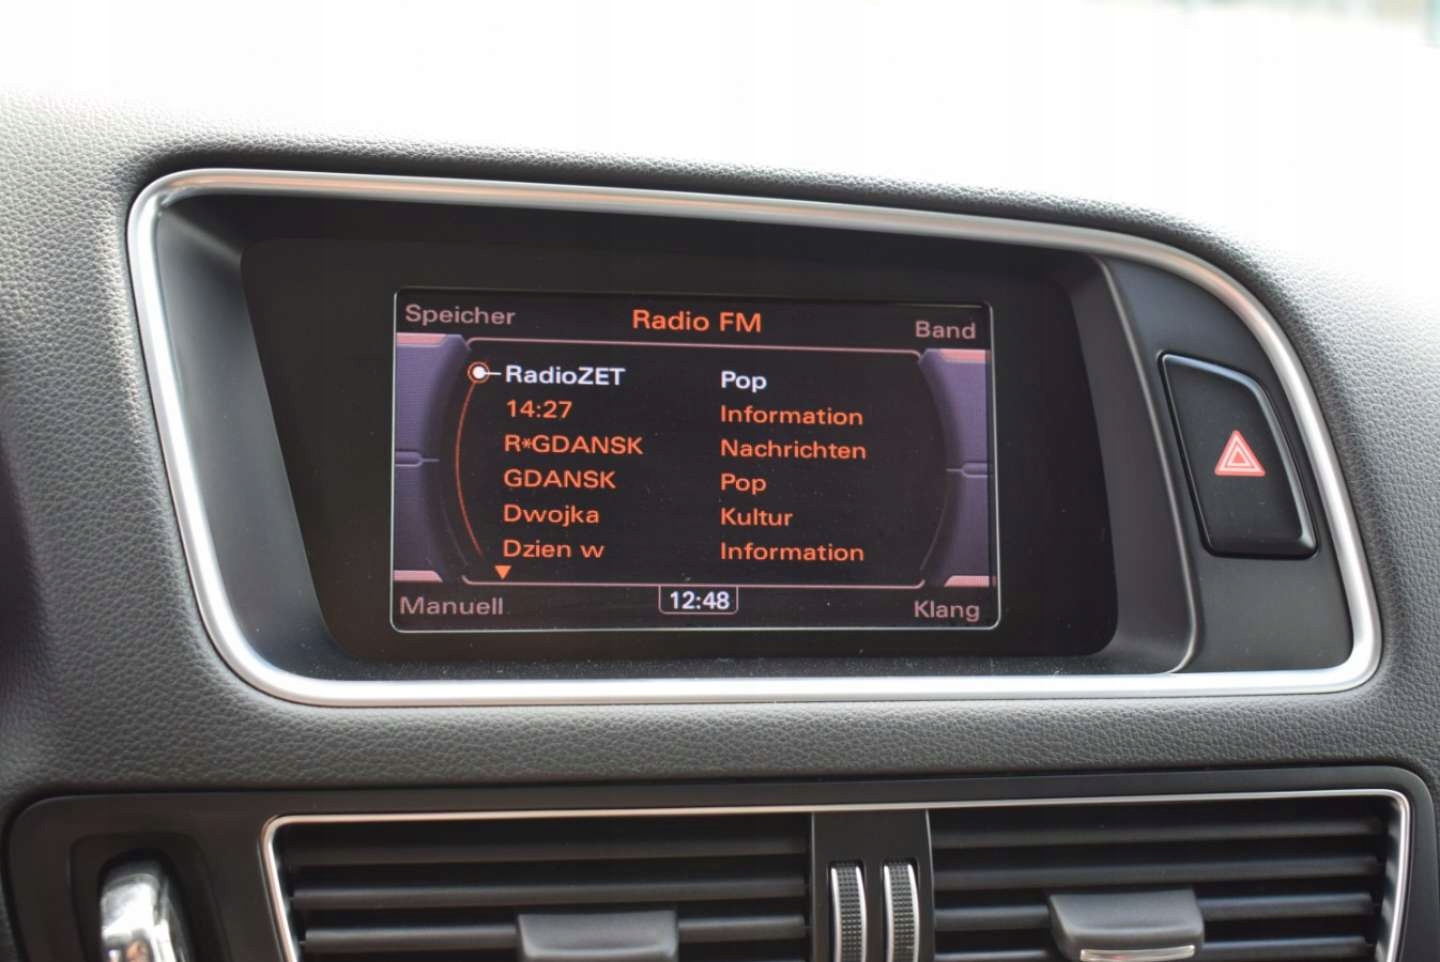 Speicher Radio FM Band
RadioZET Pop
14:27 Information
R*GDANSK Nachrichten
GDANSK Pop
Dwojka Kultur
Dzien w Information
Manuell 12:48 Klang